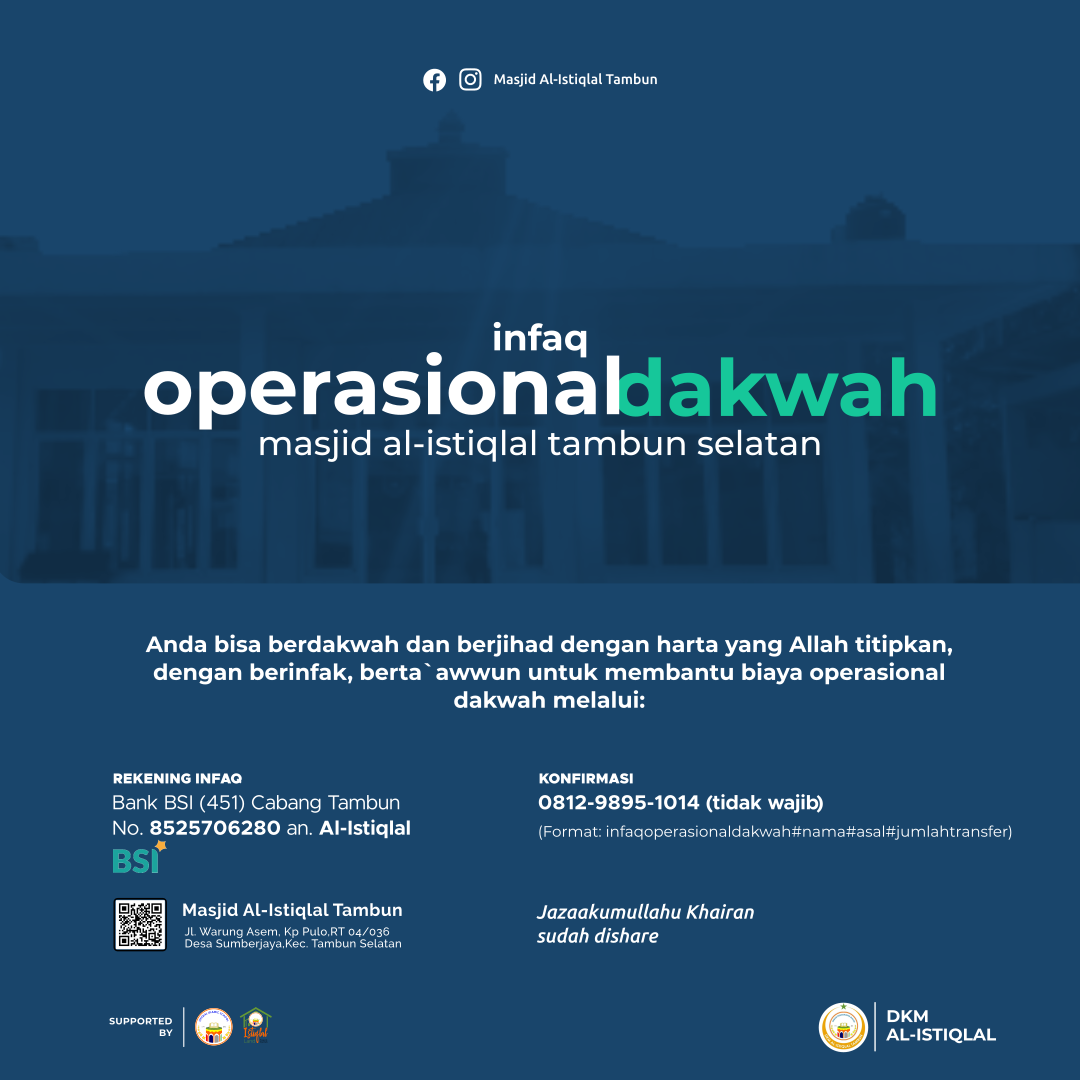 Masjid Al-Istiqlal Tambun
infaq
operasionaldakwah
masjid al-istiqlal tambun selatan
Anda bisa berdakwah dan berjihad dengan harta yang Allah titipkan,
dengan berinfak, berta`awwun untuk membantu biaya operasional
dakwah melalui:
REKENING INFAQ
Bank BSI (451) Cabang Tambun
No. 8525706280 an. Al-Istiqlal
BSI
Masjid Al-Istiqlal Tambun
Jl. Warung Asem, Kp Pulo,RT 04/036
Desa Sumberjaya,Kec. Tambun Selatan
KONFIRMASI
0812-9895-1014 (tidak wajib)
(Format: infaqoperasionaldakwah#nama#asal#jumlahtransfer)
Jazaakumullahu Khairan
sudah dishare
SUPPORTED
BY
Istiqlal
DKM
AL-ISTIQLAL